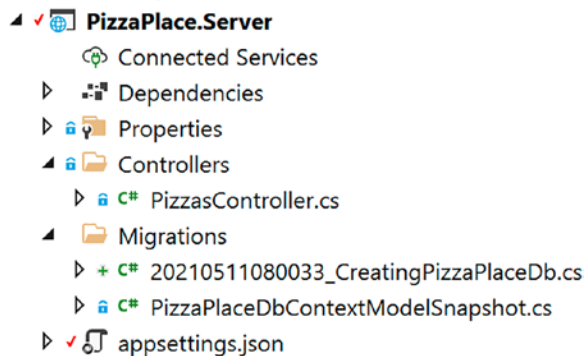 PizzaPlace.Server
Connected Services
Dependencies
Properties
Controllers
C# PizzasController.cs
Migrations
C# 20210511080033_CreatingPizzaPlaceDb.cs
C# PizzaPlaceDbContextModelSnapshot.cs
appsettings.json